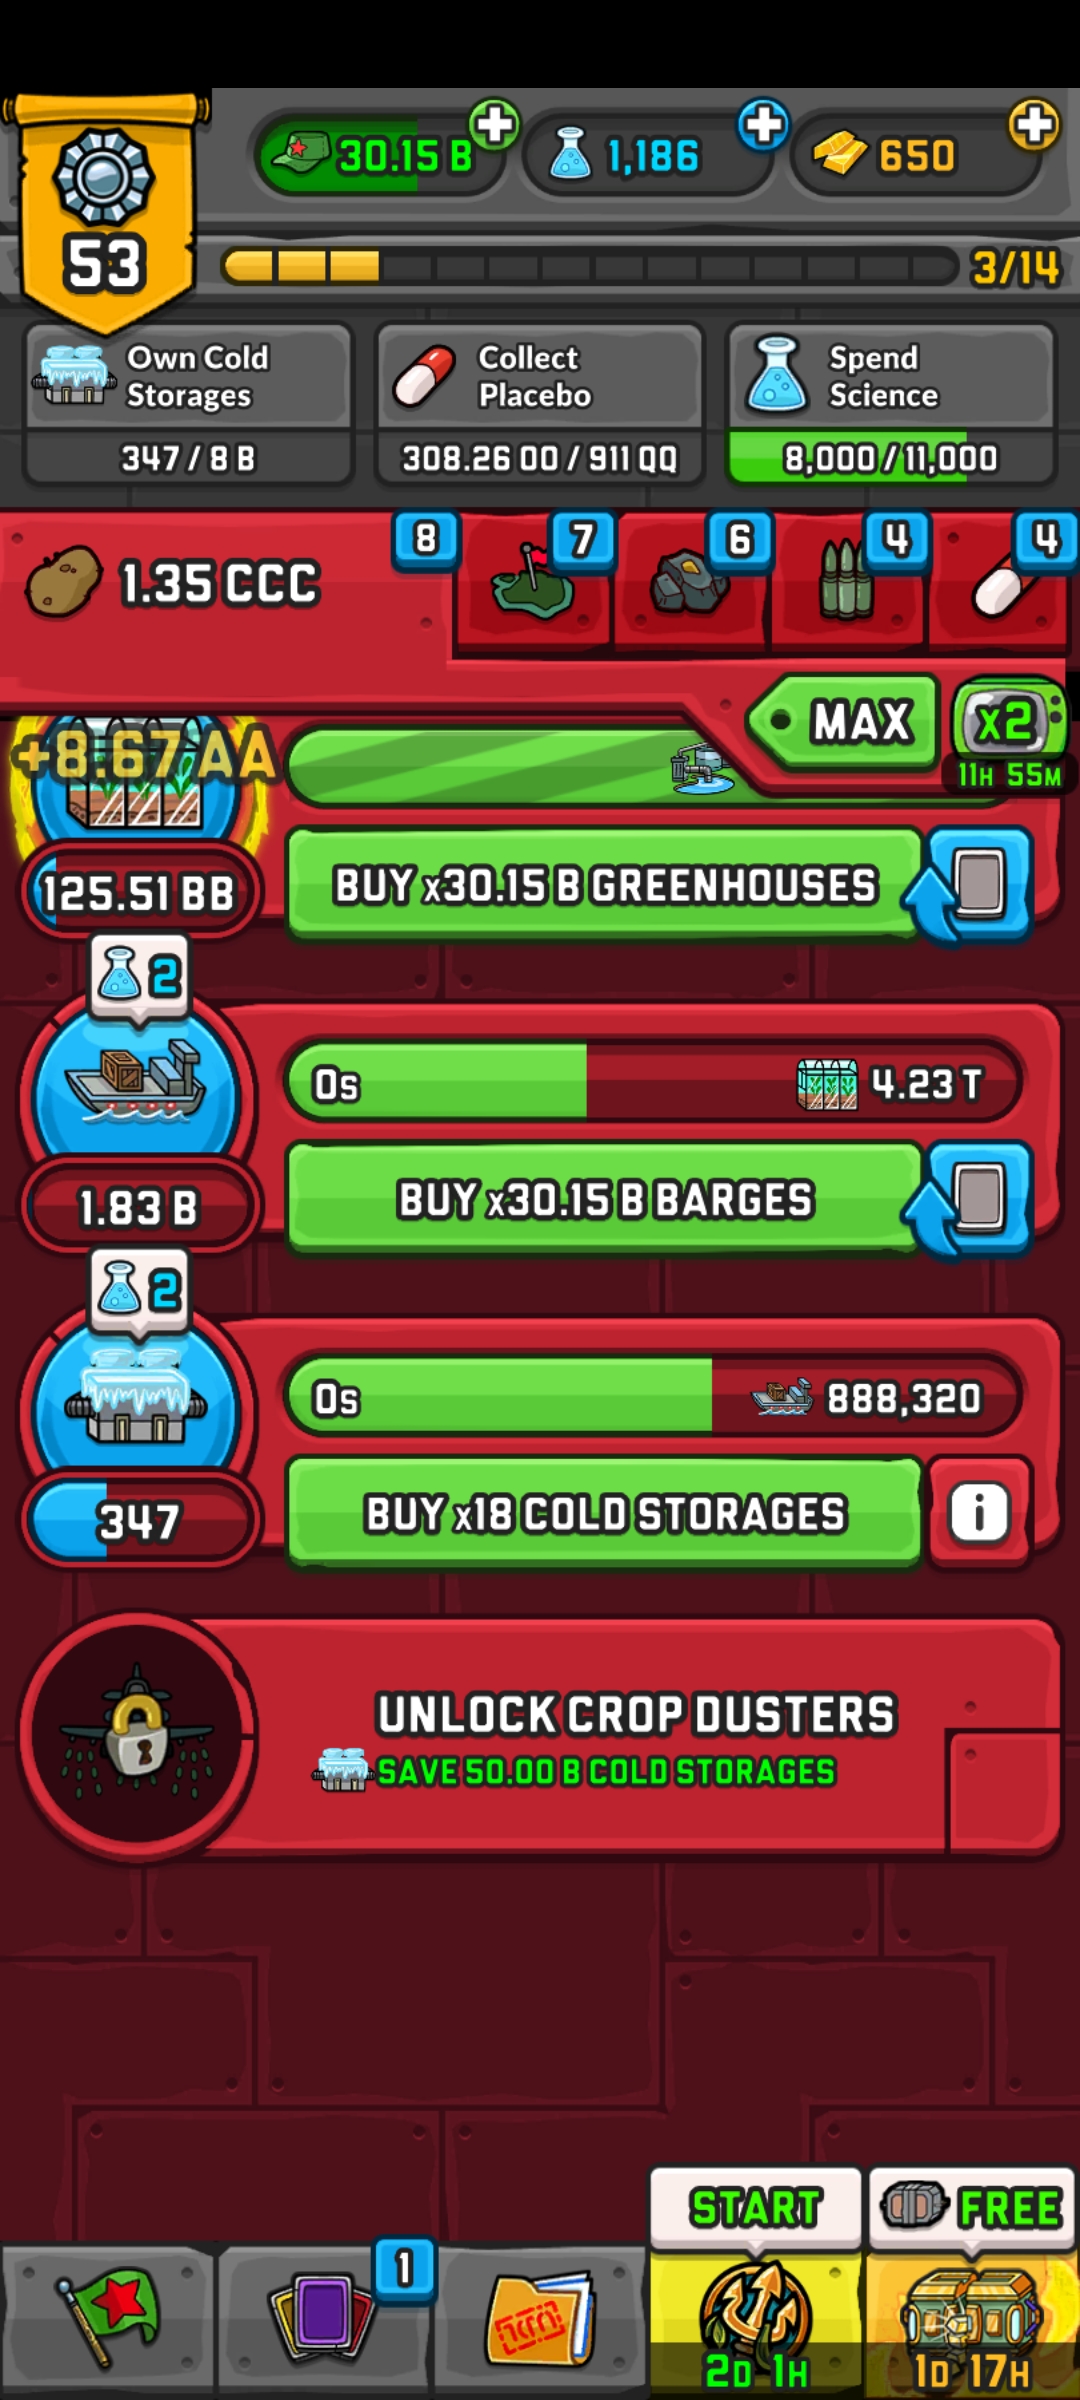 30.15 B
1,186
650
53
3/14
Own Cold
Storages
347 / 8 B
Collect
Placebo
308.26 OO / 911 QQ
Spend
Science
8,000 / 11,000
1.35 CCC
8
7
6
4
4
MAX
x2
11H 55M
+8.67 AA
125.51 BB
BUY x30.15 B GREENHOUSES
2
0s
4.23 T
1.83 B
BUY x30.15 B BARGES
2
0s
888,320
347
BUY x18 COLD STORAGES
i
UNLOCK CROP DUSTERS
SAVE 50.00 B COLD STORAGES
START
FREE
1
2D 1H
1D 17H